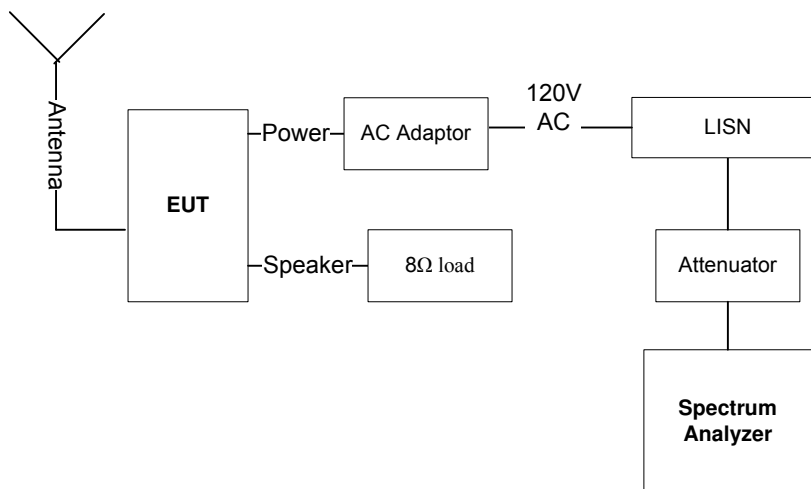 Antenna
EUT
Power
AC Adaptor
120V
AC
LISN
Speaker
8Ω load
Attenuator
Spectrum
Analyzer